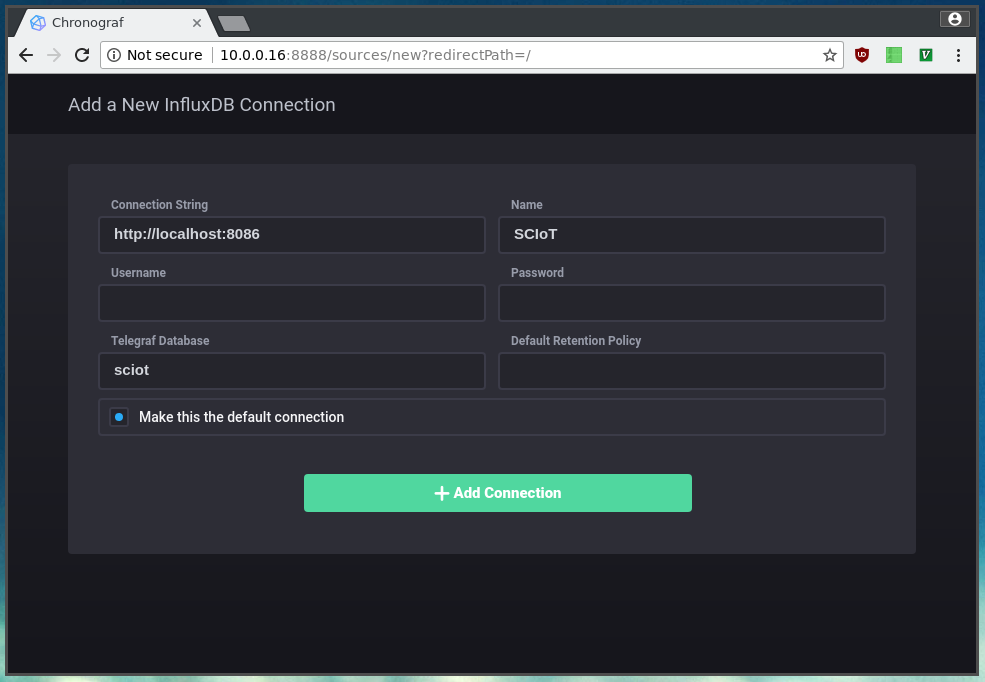 Chronograf
Not secure 10.0.0.16:8888/sources/new?redirectPath=/
Add a New InfluxDB Connection
Connection String Name
http://localhost:8086 SCIoT
Username Password
Telegraf Database Default Retention Policy
sciot
Make this the default connection
Add Connection